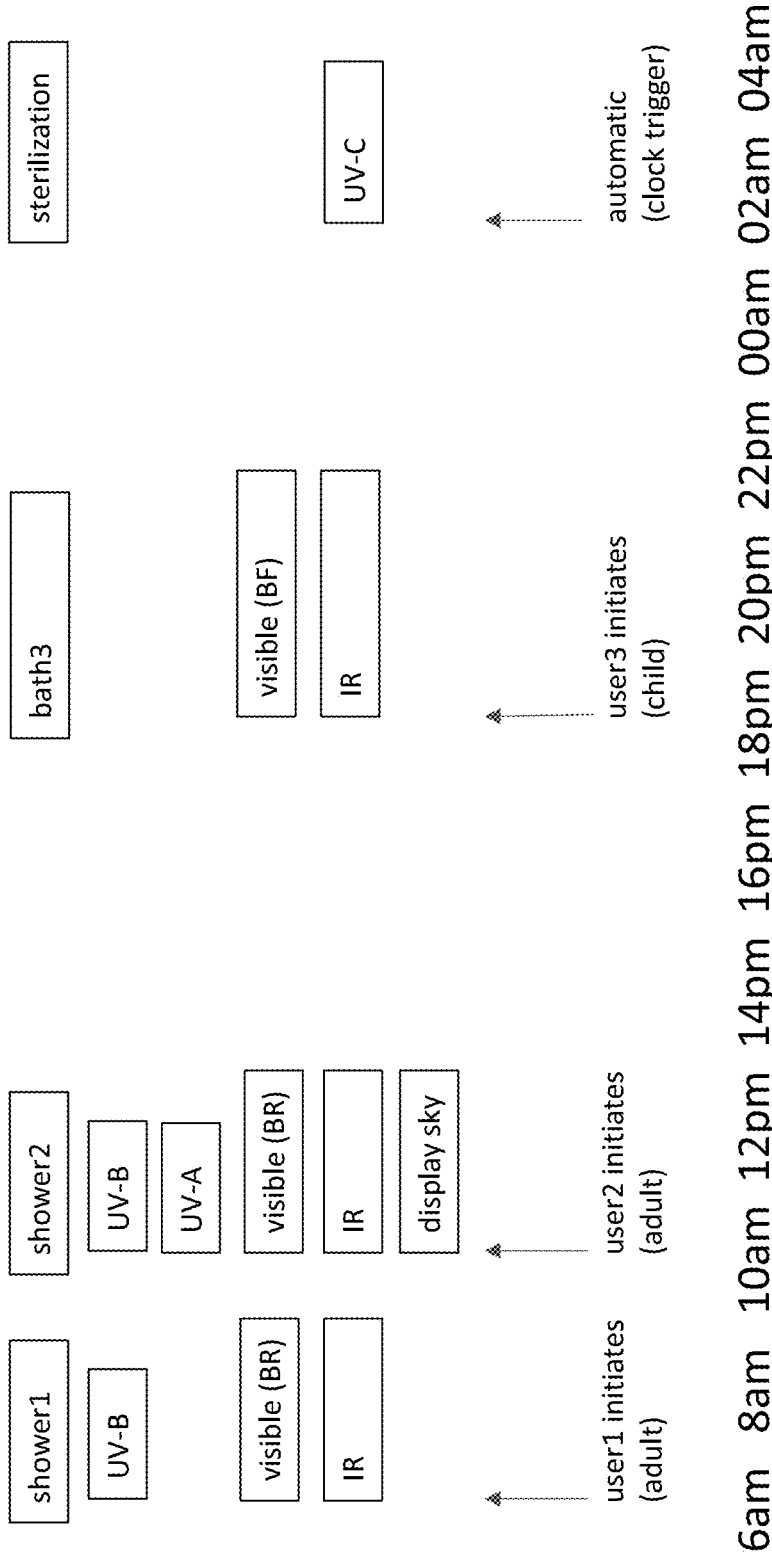 shower1
shower2
bath3
sterilization
UV-B
UV-B
UV-A
visible (BR)
visible (BR)
visible (BF)
IR
IR
IR
UV-C
display sky
user1 initiates
(adult)
user2 initiates
(adult)
user3 initiates
(child)
automatic
(clock trigger)
6am 8am 10am 12pm 14pm 16pm 18pm 20pm 22pm 00am 02am 04am